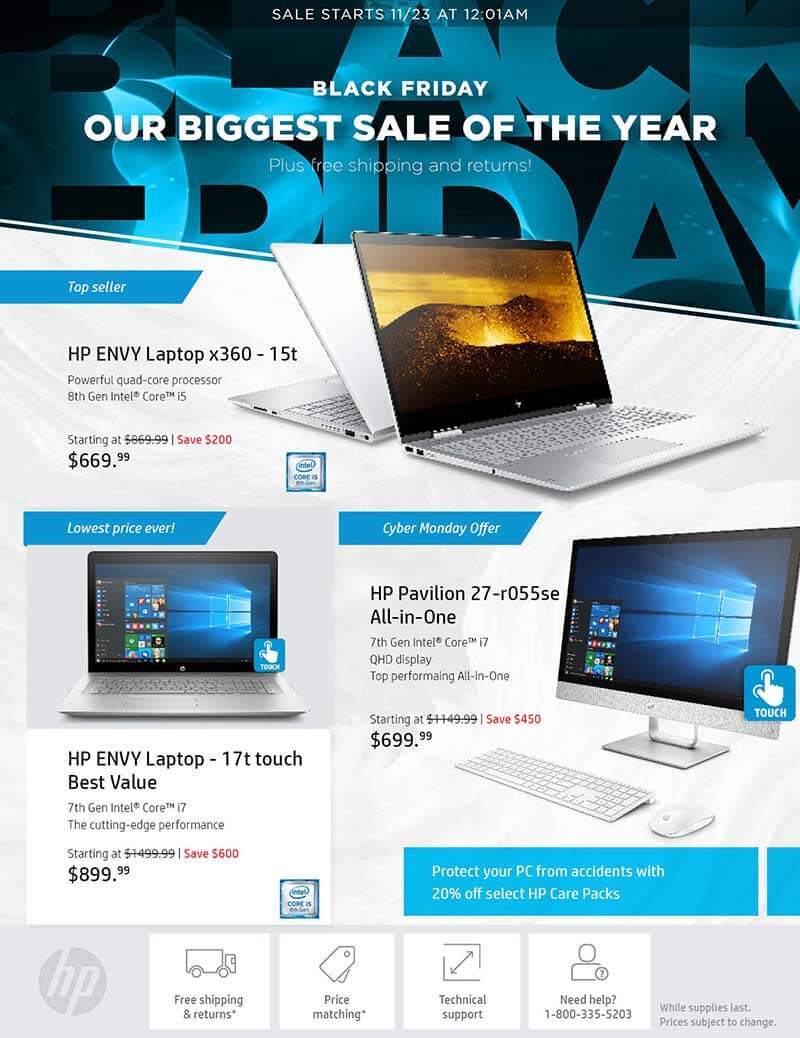 SALE STARTS 11/23 AT 12:01AM
BLACK
FRIDAY
BLACK FRIDAY
OUR BIGGEST SALE OF THE YEAR
Plus free shipping and returns!
Top seller
HP ENVY Laptop x360 - 15t
Powerful quad-core processor
8th Gen Intel® Core™ i5
Starting at $869.99 | Save $200
$669.99
intel
CORE i5
8th Gen
Lowest price ever!
TOUCH
HP ENVY Laptop - 17t touch
Best Value
7th Gen Intel® Core™ i7
The cutting-edge performance
Starting at $1499.99 | Save $600
$899.99
intel
CORE i5
8th Gen
Cyber Monday Offer
HP Pavilion 27-r055se
All-in-One
7th Gen Intel® Core™ i7
QHD display
Top performaing All-in-One
Starting at $1149.99 | Save $450
$699.99
TOUCH
Protect your PC from accidents with
20% off select HP Care Packs
hp
Free shipping
& returns*
Price
matching*
Technical
support
Need help?
1-800-335-5203
While supplies last.
Prices subject to change.